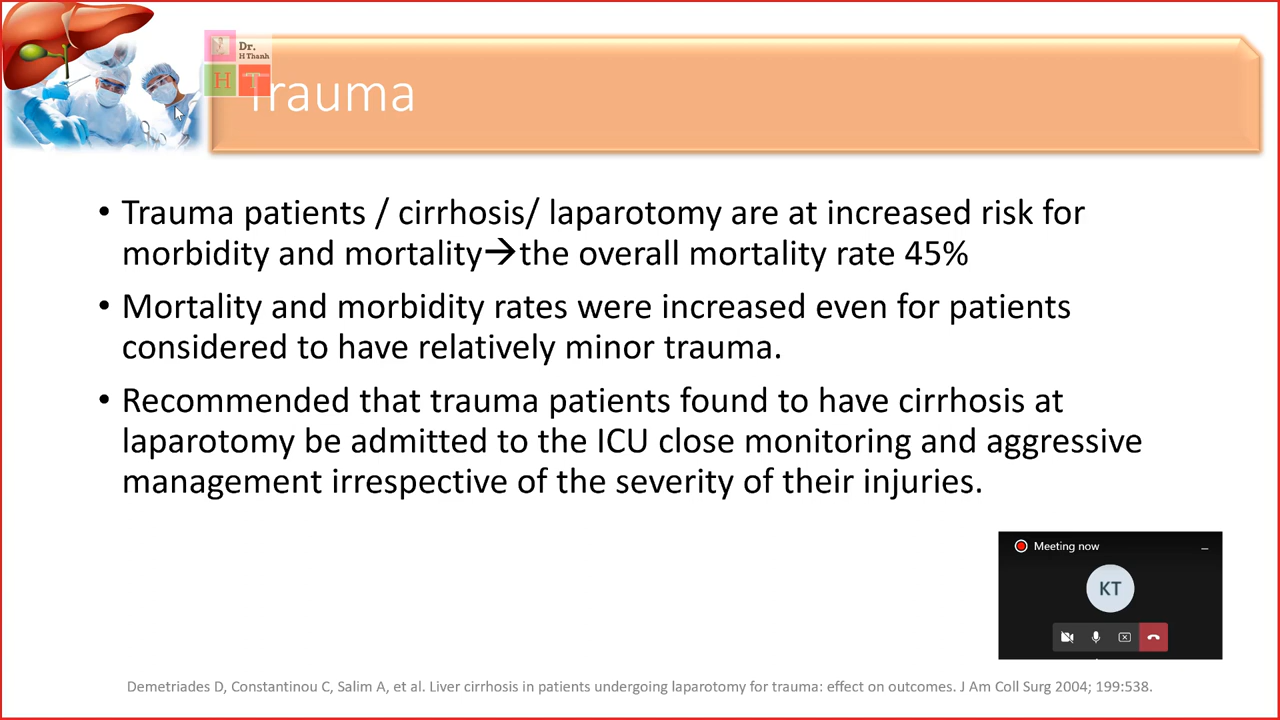 Dr.
H Thanh
H T
Trauma
• Trauma patients / cirrhosis/ laparotomy are at increased risk for
morbidity and mortality→the overall mortality rate 45%
• Mortality and morbidity rates were increased even for patients
considered to have relatively minor trauma.
• Recommended that trauma patients found to have cirrhosis at
laparotomy be admitted to the ICU close monitoring and aggressive
management irrespective of the severity of their injuries.
Meeting now
KT
Demetriades D, Constantinou C, Salim A, et al. Liver cirrhosis in patients undergoing laparotomy for trauma: effect on outcomes. J Am Coll Surg 2004; 199:538.